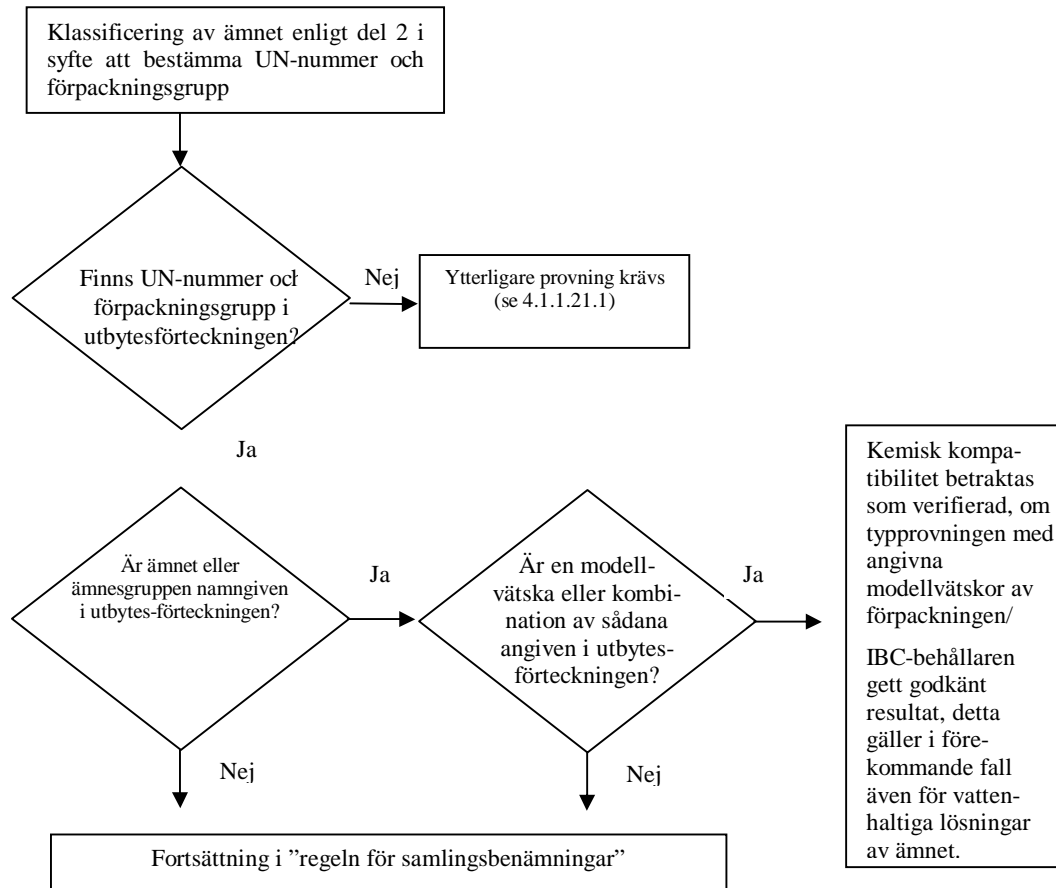 Klassificering av ämnet enligt del 2 i
syfte att bestämma UN-nummer och
förpackningsgrupp
Finns UN-nummer och
förpackningsgrupp i
utbytesförteckningen?
Nej
Ytterligare provning krävs
(se 4.1.1.21.1)
Ja
Är ämnet eller
ämnesgruppen namngiven
i utbytes-förteckningen?
Ja
Är en modell-
vätska eller kombi-
nation av sådana
angiven i utbytes-
förteckningen?
Ja
Kemisk kompa-
tibilitet betraktas
som verifierad, om
typprovningen med
angivna
modellvätskor av
förpackningen/
IBC-behållaren
gett godkänt
resultat, detta
gäller i före-
kommande fall
även för vatten-
haltiga lösningar
av ämnet.
Nej
Nej
Fortsättning i ”regeln för samlingsbenämningar”